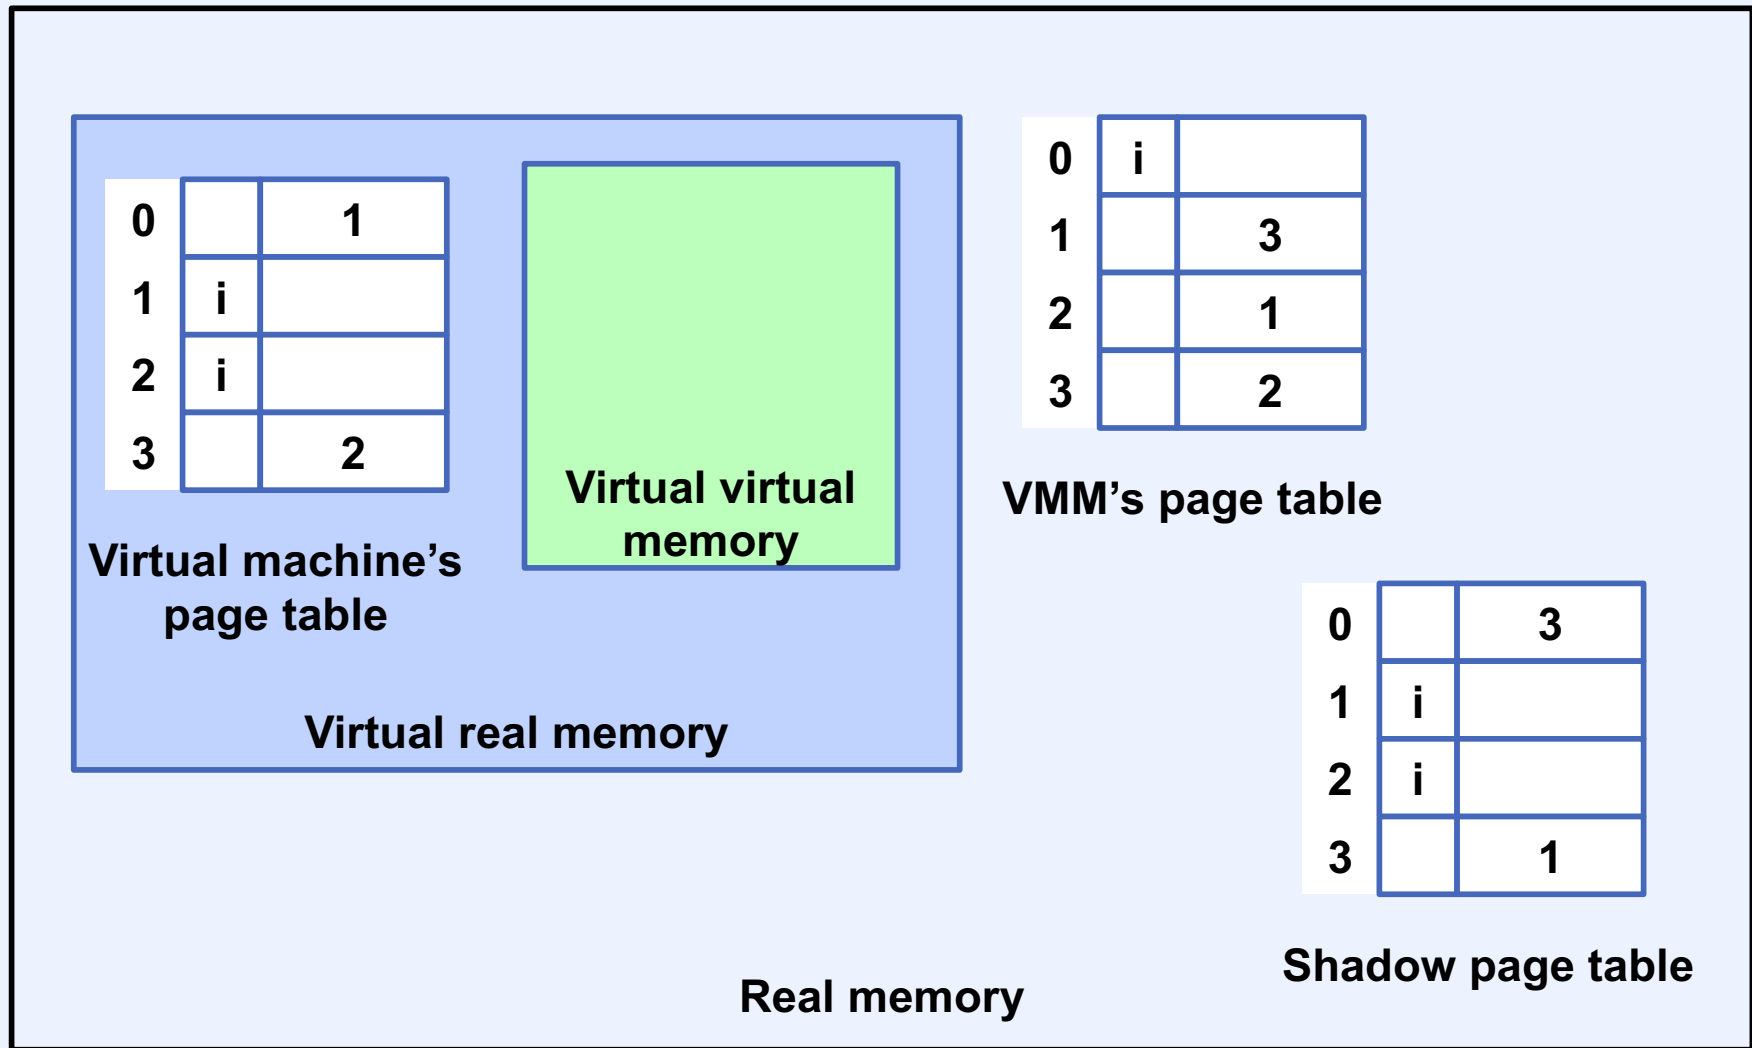 0 1
1 i
2 i
3 2
Virtual machine’s
page table
Virtual virtual
memory
Virtual real memory
0 i
1 3
2 1
3 2
VMM’s page table
0 3
1 i
2 i
3 1
Shadow page table
Real memory